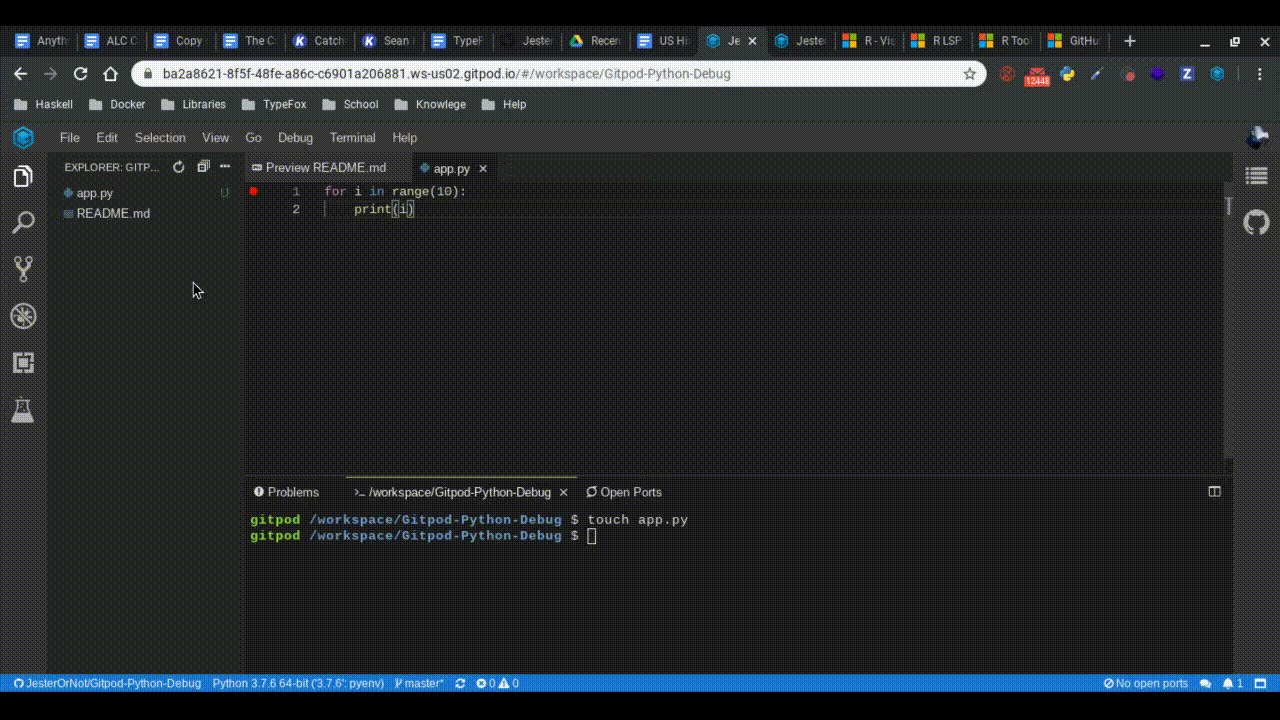 Anyth ALC C Copy The C Catch Sean TypeF Jeste Recen US Hi Je Jeste R - Vis R LSP R Too GitHu
ba2a8621-8f5f-48fe-a86c-c6901a206881.ws-us02.gitpod.io/#/workspace/Gitpod-Python-Debug 12448 Z
Haskell Docker Libraries TypeFox School Knowlege Help
File Edit Selection View Go Debug Terminal Help
EXPLORER: GITP... Preview README.md app.py
app.py U
README.md
1 for i in range(10):
2 print(i)
Problems >_ /workspace/Gitpod-Python-Debug Open Ports
gitpod /workspace/Gitpod-Python-Debug $ touch app.py
gitpod /workspace/Gitpod-Python-Debug $
JesterOrNot/Gitpod-Python-Debug Python 3.7.6 64-bit ('3.7.6': pyenv) master* 0 0 No open ports 1